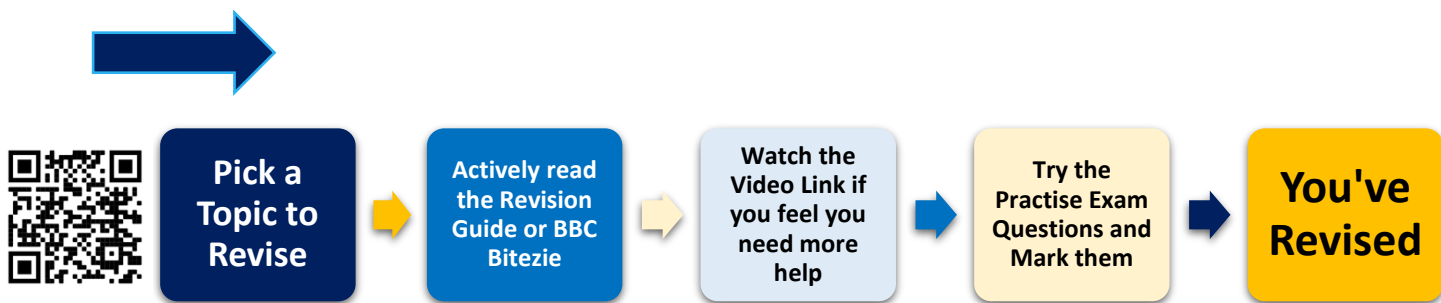 Pick a
Topic to
Revise
Actively read
the Revision
Guide or BBC
Bitezie
Watch the
Video Link if
you feel you
need more
help
Try the
Practise Exam
Questions and
Mark them
You've
Revised